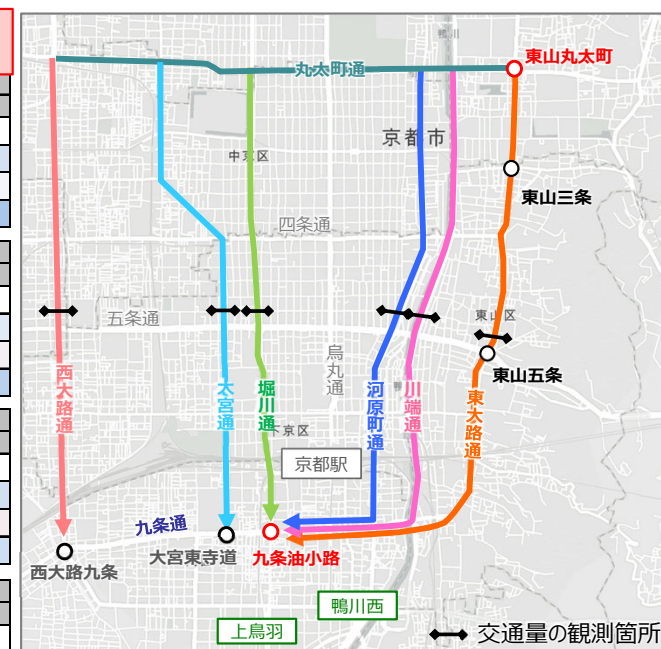 鴨川
東山丸太町
丸太町通
京都市
中京区
東山三条
四条通
五条通
東山区
烏丸通
東山五条
西大路通
大宮通
堀川通
河原町通
川端通
東大路通
下京区
京都駅
九条通
大宮東寺道
九条油小路
西大路九条
鴨川西
上鳥羽
交通量の観測箇所